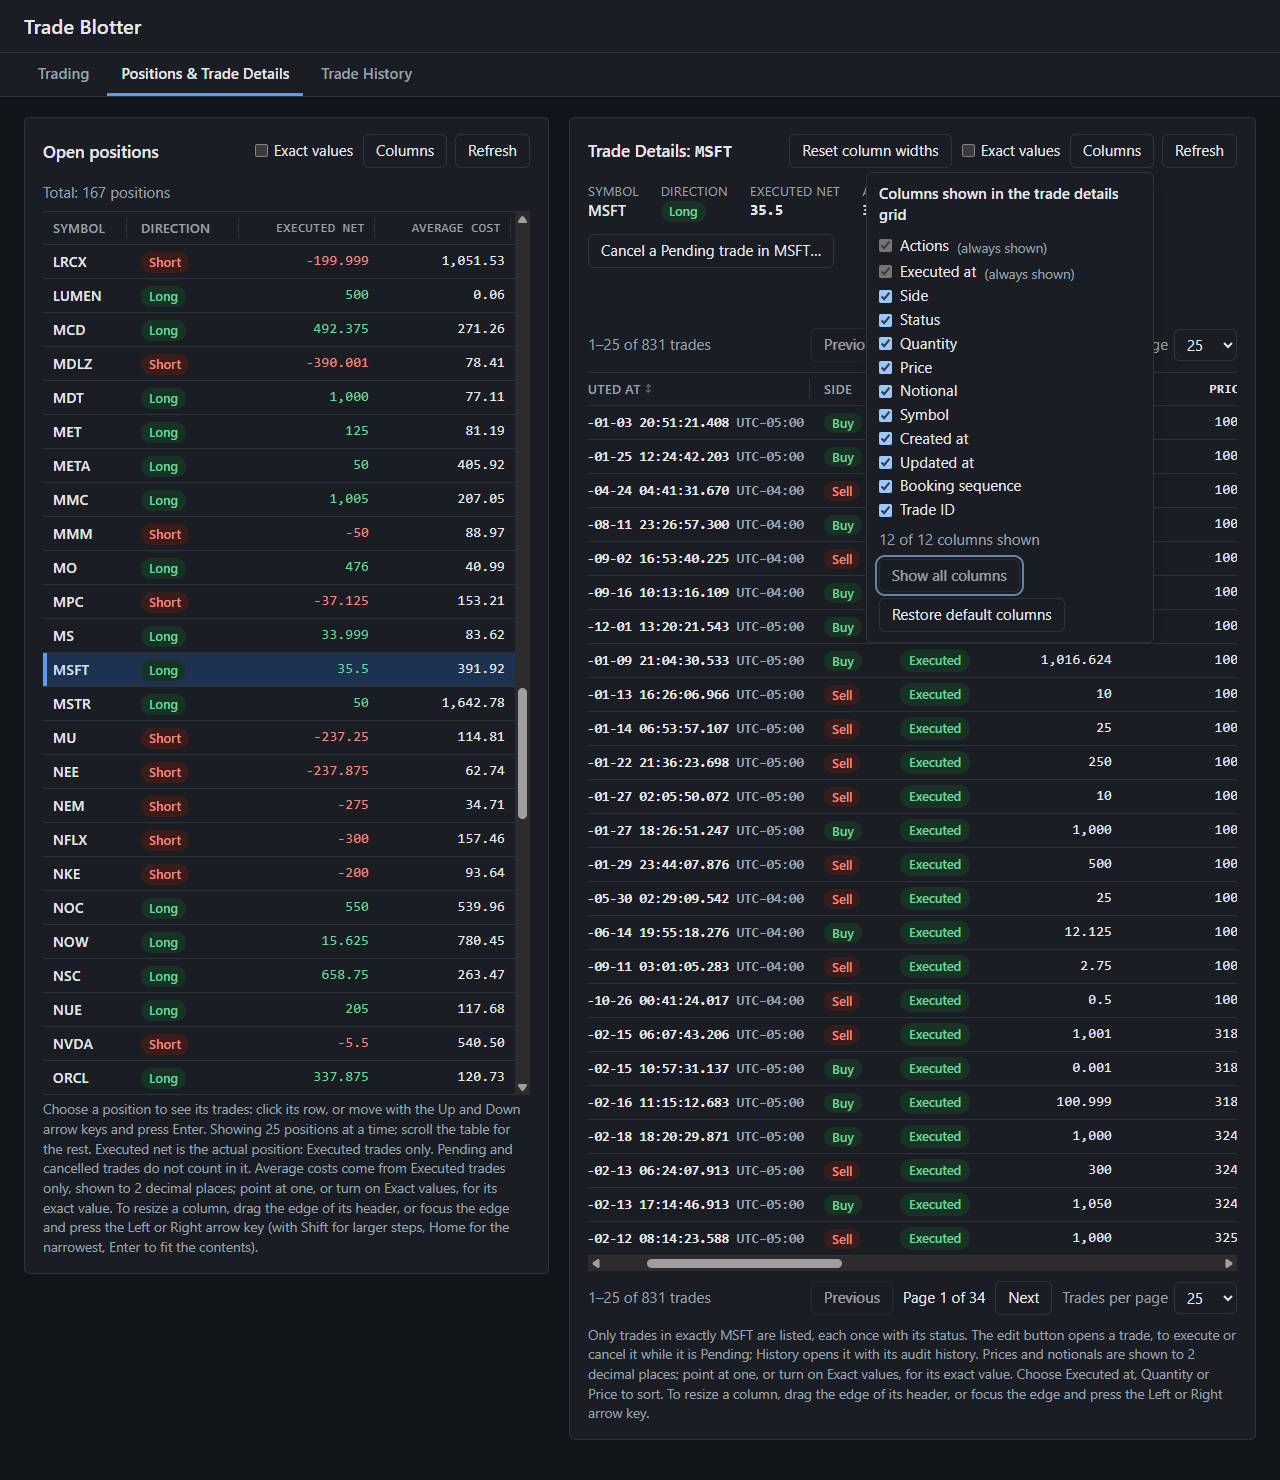 Trade Blotter
Trading
Positions & Trade Details
Trade History
Open positions
Exact values
Columns
Refresh
Total: 167 positions
SYMBOL DIRECTION EXECUTED NET AVERAGE COST
LRCX Short -199.999 1,051.53
LUMEN Long 500 0.06
MCD Long 492.375 271.26
MDLZ Short -390.001 78.41
MDT Long 1,000 77.11
MET Long 125 81.19
META Long 50 405.92
MMC Long 1,005 207.05
MMM Short -50 88.97
MO Long 476 40.99
MPC Short -37.125 153.21
MS Long 33.999 83.62
MSFT Long 35.5 391.92
MSTR Long 50 1,642.78
MU Short -237.25 114.81
NEE Short -237.875 62.74
NEM Short -275 34.71
NFLX Short -300 157.46
NKE Short -200 93.64
NOC Long 550 539.96
NOW Long 15.625 780.45
NSC Long 658.75 263.47
NUE Long 205 117.68
NVDA Short -5.5 540.50
ORCL Long 337.875 120.73
Choose a position to see its trades: click its row, or move with the Up and Down
arrow keys and press Enter. Showing 25 positions at a time; scroll the table for
the rest. Executed net is the actual position: Executed trades only. Pending and
cancelled trades do not count in it. Average costs come from Executed trades
only, shown to 2 decimal places; point at one, or turn on Exact values, for its
exact value. To resize a column, drag the edge of its header, or focus the edge
and press the Left or Right arrow key (with Shift for larger steps, Home for the
narrowest, Enter to fit the contents).
Trade Details: MSFT
Reset column widths
Exact values
Columns
Refresh
SYMBOL DIRECTION EXECUTED NET
MSFT Long 35.5
Cancel a Pending trade in MSFT...
Columns shown in the trade details
grid
Actions (always shown)
Executed at (always shown)
Side
Status
Quantity
Price
Notional
Symbol
Created at
Updated at
Booking sequence
Trade ID
12 of 12 columns shown
Show all columns
Restore default columns
1–25 of 831 trades Previo ge 25
UTED AT SIDE PRIC
-01-03 20:51:21.408 UTC-05:00 Buy 100
-01-25 12:24:42.203 UTC-05:00 Buy 100
-04-24 04:41:31.670 UTC-04:00 Sell 100
-08-11 23:26:57.300 UTC-04:00 Buy 100
-09-02 16:53:40.225 UTC-04:00 Sell 100
-09-16 10:13:16.109 UTC-04:00 Buy 100
-12-01 13:20:21.543 UTC-05:00 Buy 100
-01-09 21:04:30.533 UTC-05:00 Buy Executed 1,016.624 100
-01-13 16:26:06.966 UTC-05:00 Sell Executed 10 100
-01-14 06:53:57.107 UTC-05:00 Sell Executed 25 100
-01-22 21:36:23.698 UTC-05:00 Sell Executed 250 100
-01-27 02:05:50.072 UTC-05:00 Sell Executed 10 100
-01-27 18:26:51.247 UTC-05:00 Buy Executed 1,000 100
-01-29 23:44:07.876 UTC-05:00 Sell Executed 500 100
-05-30 02:29:09.542 UTC-04:00 Sell Executed 25 100
-06-14 19:55:18.276 UTC-04:00 Buy Executed 12.125 100
-09-11 03:01:05.283 UTC-04:00 Sell Executed 2.75 100
-10-26 00:41:24.017 UTC-04:00 Sell Executed 0.5 100
-02-15 06:07:43.206 UTC-05:00 Sell Executed 1,001 318
-02-15 10:57:31.137 UTC-05:00 Buy Executed 0.001 318
-02-16 11:15:12.683 UTC-05:00 Buy Executed 100.999 318
-02-18 18:20:29.871 UTC-05:00 Buy Executed 1,000 324
-02-13 06:24:07.913 UTC-05:00 Sell Executed 300 324
-02-13 17:14:46.913 UTC-05:00 Buy Executed 1,050 324
-02-12 08:14:23.588 UTC-05:00 Sell Executed 1,000 325
1–25 of 831 trades Previous Page 1 of 34 Next Trades per page 25
Only trades in exactly MSFT are listed, each once with its status. The edit button opens a trade, to execute or
cancel it while it is Pending; History opens it with its audit history. Prices and notionals are shown to 2
decimal places; point at one, or turn on Exact values, for its exact value. Choose Executed at, Quantity or
Price to sort. To resize a column, drag the edge of its header, or focus the edge and press the Left or Right
arrow key.